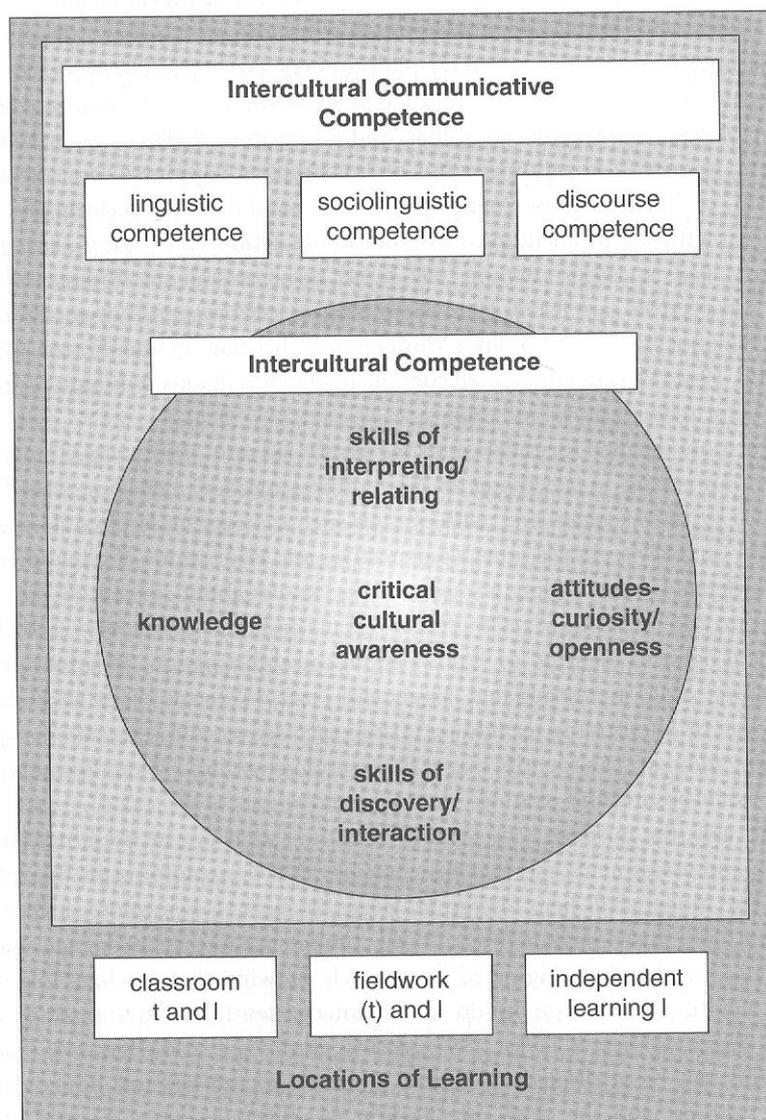 Intercultural Communicative
Competence
linguistic
competence
sociolinguistic
competence
discourse
competence
Intercultural Competence
skills of
interpreting/
relating
knowledge
critical
cultural
awareness
attitudes-
curiosity/
openness
skills of
discovery/
interaction
classroom
t and l
fieldwork
(t) and l
independent
learning l
Locations of Learning